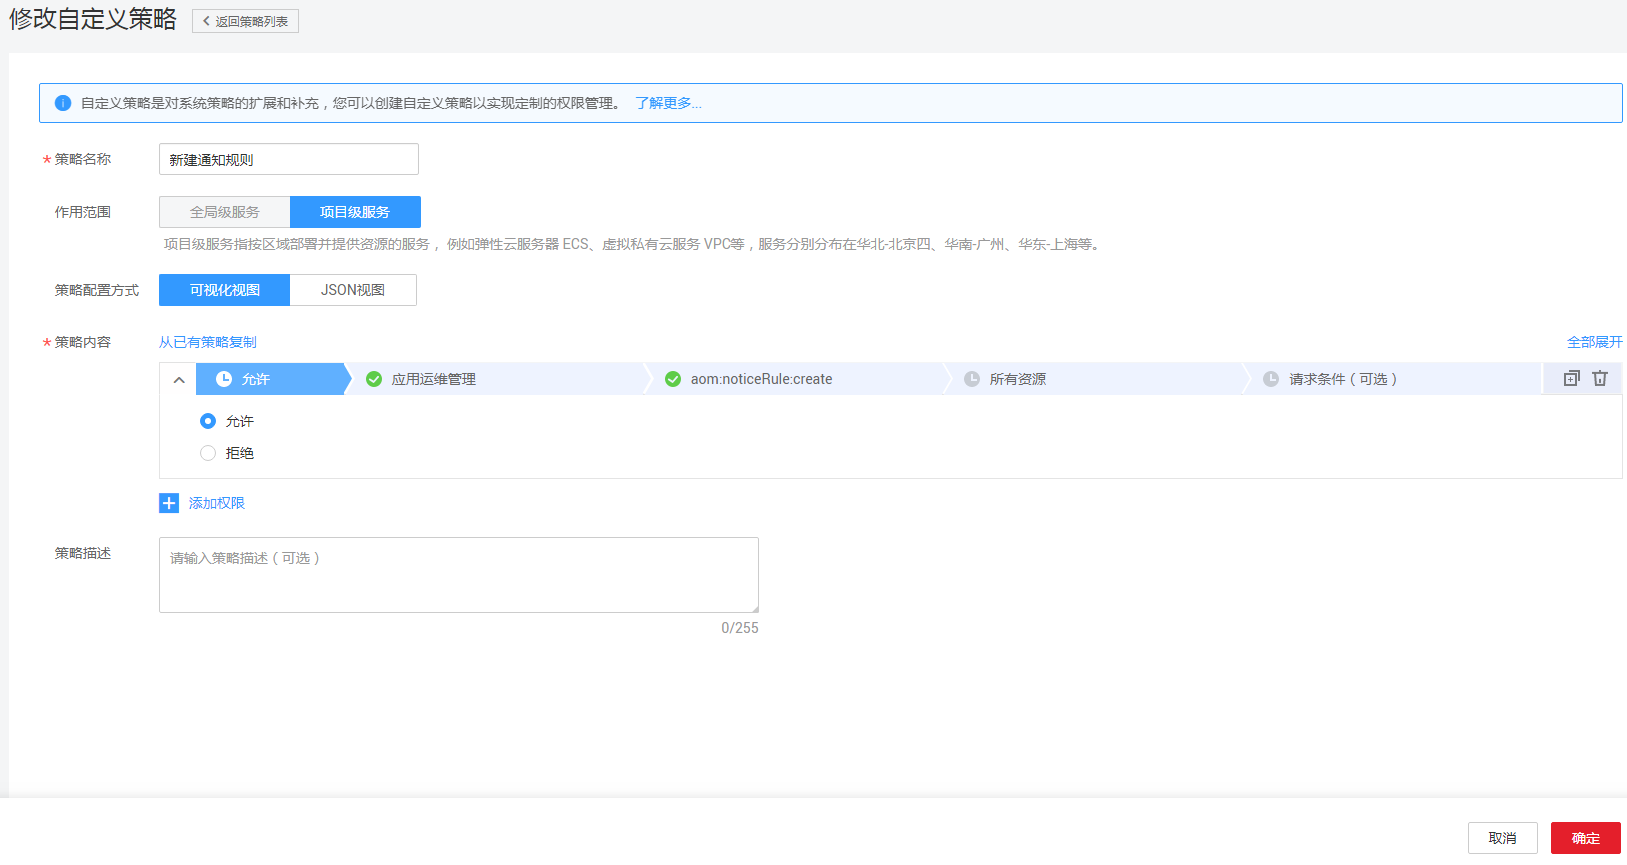 修改自定义策略
返回策略列表
自定义策略是对系统策略的扩展和补充，您可以创建自定义策略以实现定制的权限管理。 了解更多...
* 策略名称 新建通知规则
作用范围 全局级服务 项目级服务
项目级服务指按区域部署并提供资源的服务， 例如弹性云服务器 ECS、虚拟私有云服务 VPC等，服务分别分布在华北-北京四、华南-广州、华东-上海等。
策略配置方式 可视化视图 JSON视图
* 策略内容 从已有策略复制 全部展开
允许 应用运维管理 aom:noticeRule:create 所有资源 请求条件（可选）
允许
拒绝
添加权限
策略描述 请输入策略描述（可选）
0/255
取消 确定